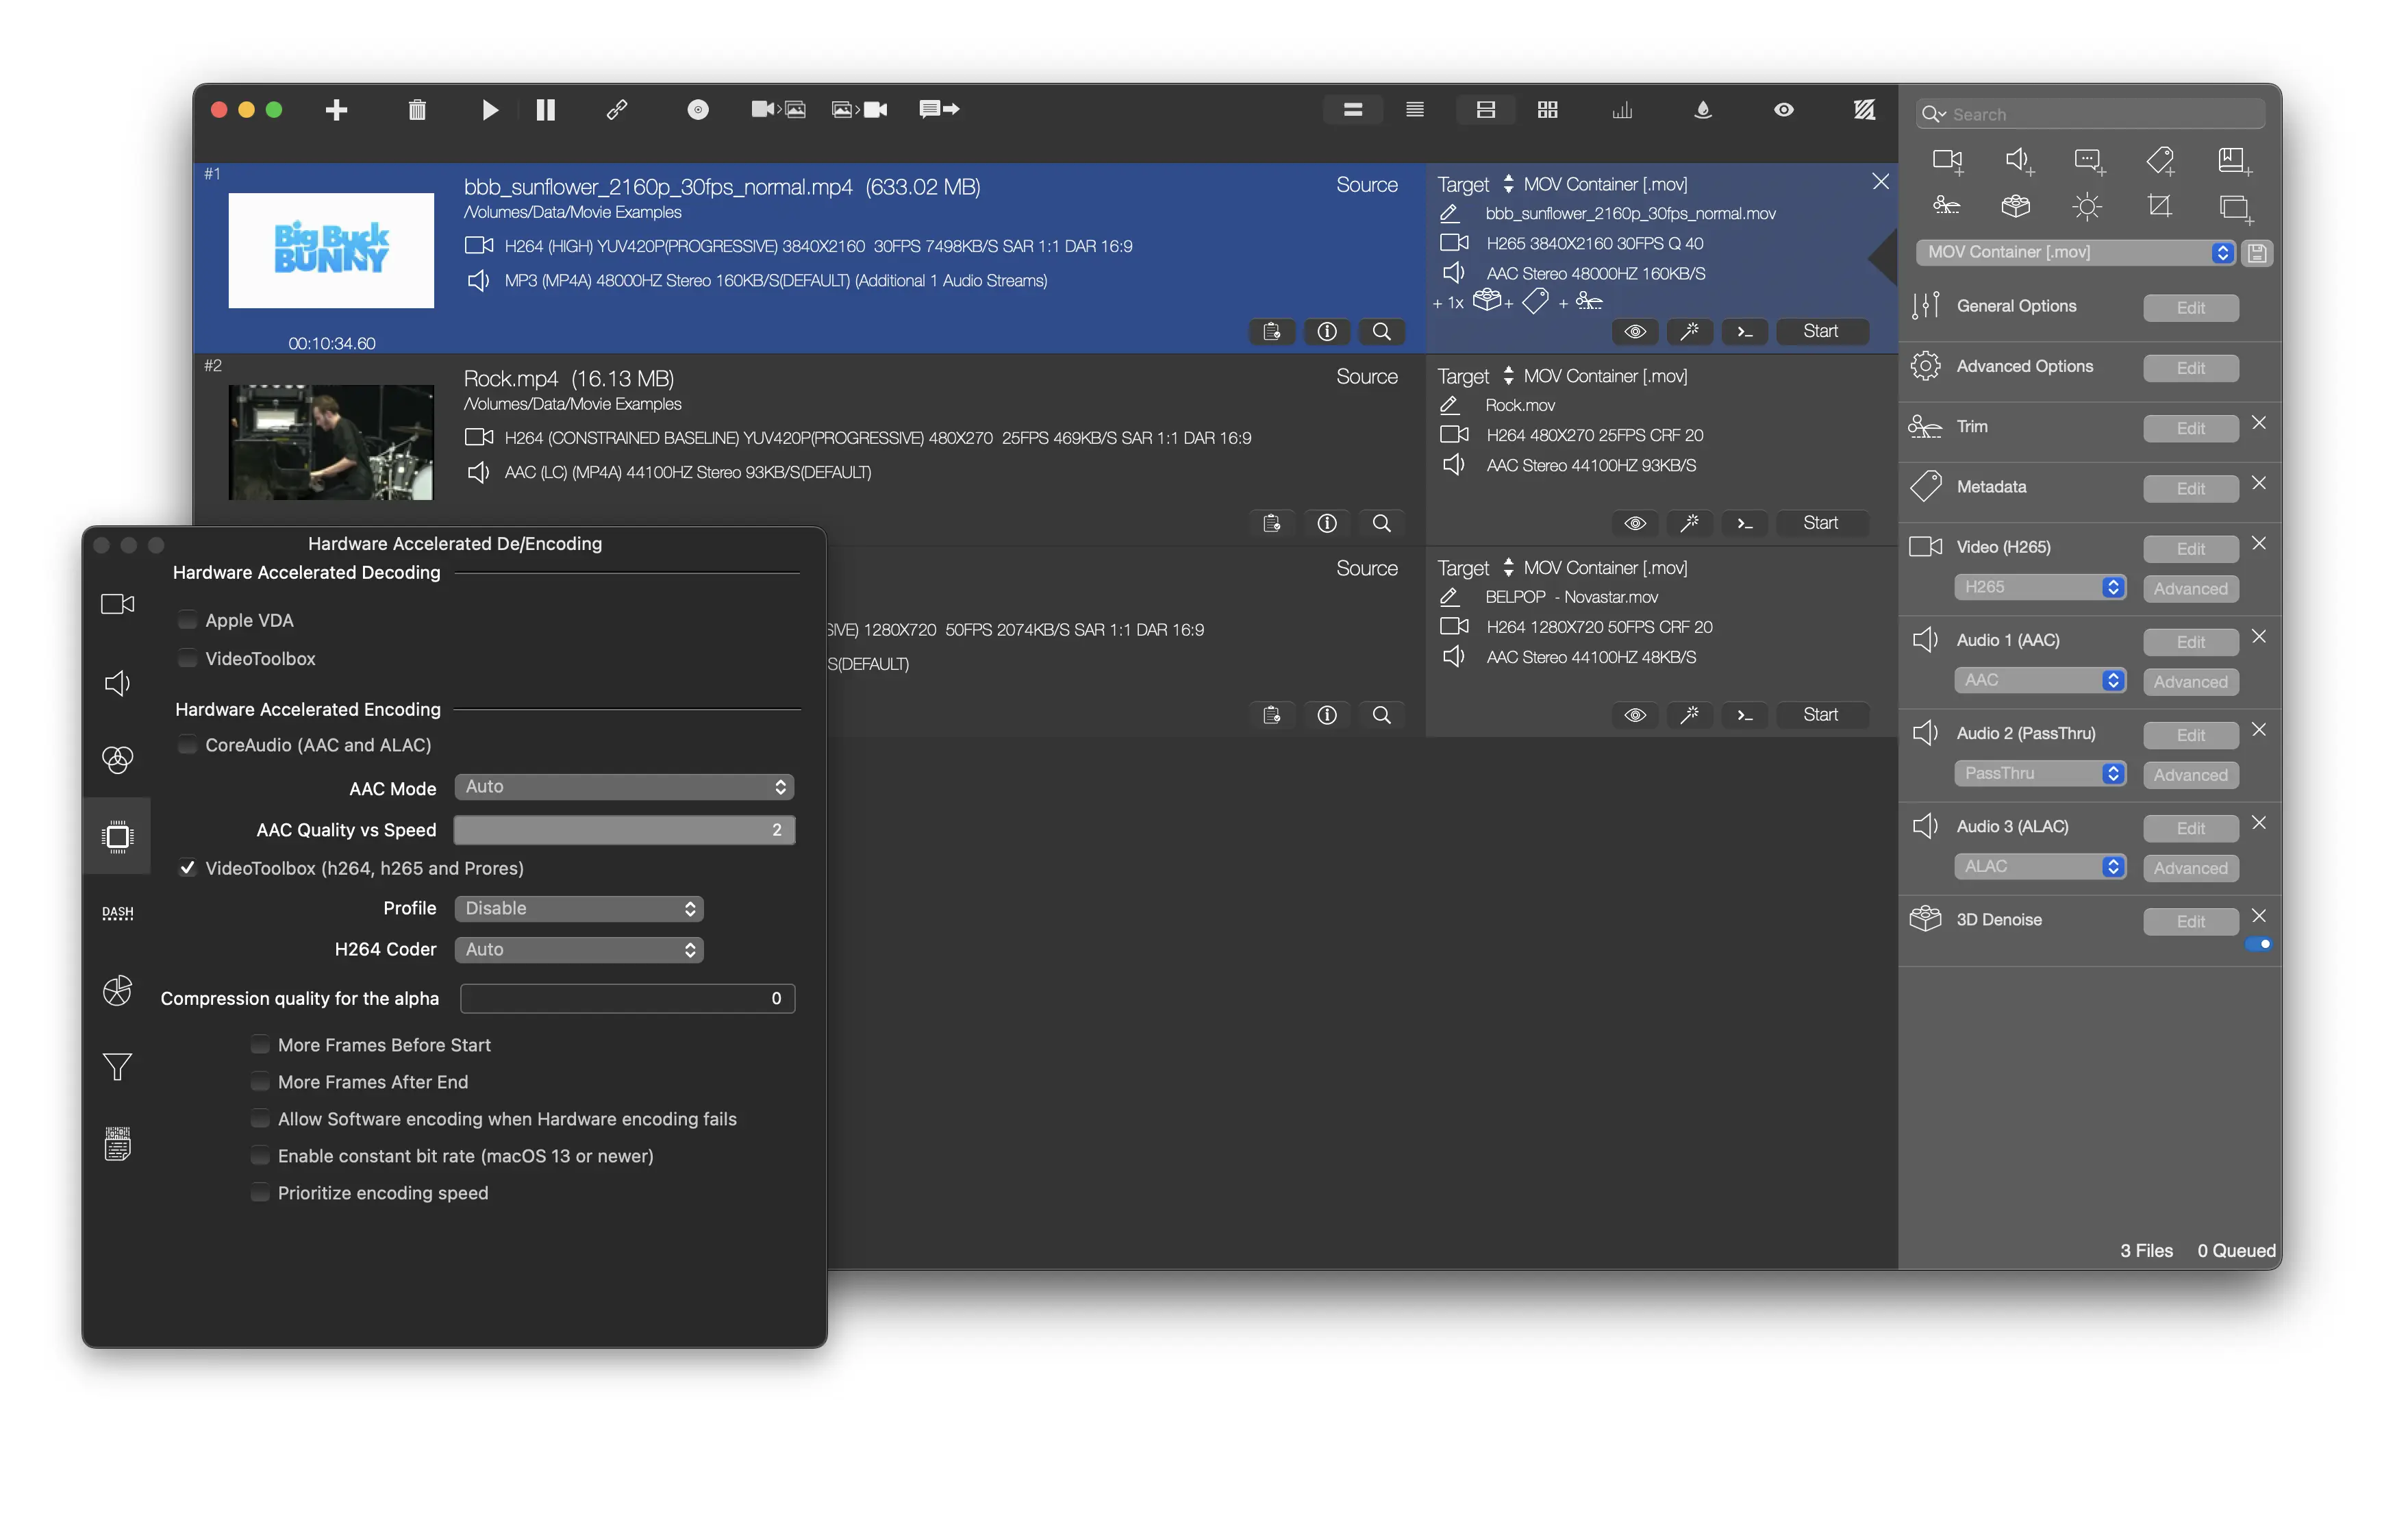 Search
#1
Big Buck
BUNNY
00:10:34.60
bbb_sunflower_2160p_30fps_normal.mp4 (633.02 MB)
/Volumes/Data/Movie Examples
H264 (HIGH) YUV420P(PROGRESSIVE) 3840X2160 30FPS 7498KB/S SAR 1:1 DAR 16:9
MP3 (MP4A) 48000HZ Stereo 160KB/S(DEFAULT) (Additional 1 Audio Streams)
Source
Target MOV Container [.mov]
bbb_sunflower_2160p_30fps_normal.mov
H265 3840X2160 30FPS Q 40
AAC Stereo 48000HZ 160KB/S
+ 1x + +
Start
#2
Rock.mp4 (16.13 MB)
/Volumes/Data/Movie Examples
H264 (CONSTRAINED BASELINE) YUV420P(PROGRESSIVE) 480X270 25FPS 469KB/S SAR 1:1 DAR 16:9
AAC (LC) (MP4A) 44100HZ Stereo 93KB/S(DEFAULT)
Source
Target MOV Container [.mov]
Rock.mov
H264 480X270 25FPS CRF 20
AAC Stereo 44100HZ 93KB/S
Start
SIVE) 1280X720 50FPS 2074KB/S SAR 1:1 DAR 16:9
S(DEFAULT)
Source
Target MOV Container [.mov]
BELPOP - Novastar.mov
H264 1280X720 50FPS CRF 20
AAC Stereo 44100HZ 48KB/S
Start
Hardware Accelerated De/Encoding
Hardware Accelerated Decoding
Apple VDA
VideoToolbox
Hardware Accelerated Encoding
CoreAudio (AAC and ALAC)
AAC Mode Auto
AAC Quality vs Speed 2
VideoToolbox (h264, h265 and Prores)
Profile Disable
H264 Coder Auto
Compression quality for the alpha 0
More Frames Before Start
More Frames After End
Allow Software encoding when Hardware encoding fails
Enable constant bit rate (macOS 13 or newer)
Prioritize encoding speed
DASH
MOV Container [.mov]
General Options Edit
Advanced Options Edit
Trim Edit
Metadata Edit
Video (H265) Edit
H265 Advanced
Audio 1 (AAC) Edit
AAC Advanced
Audio 2 (PassThru) Edit
PassThru Advanced
Audio 3 (ALAC) Edit
ALAC Advanced
3D Denoise Edit
3 Files 0 Queued